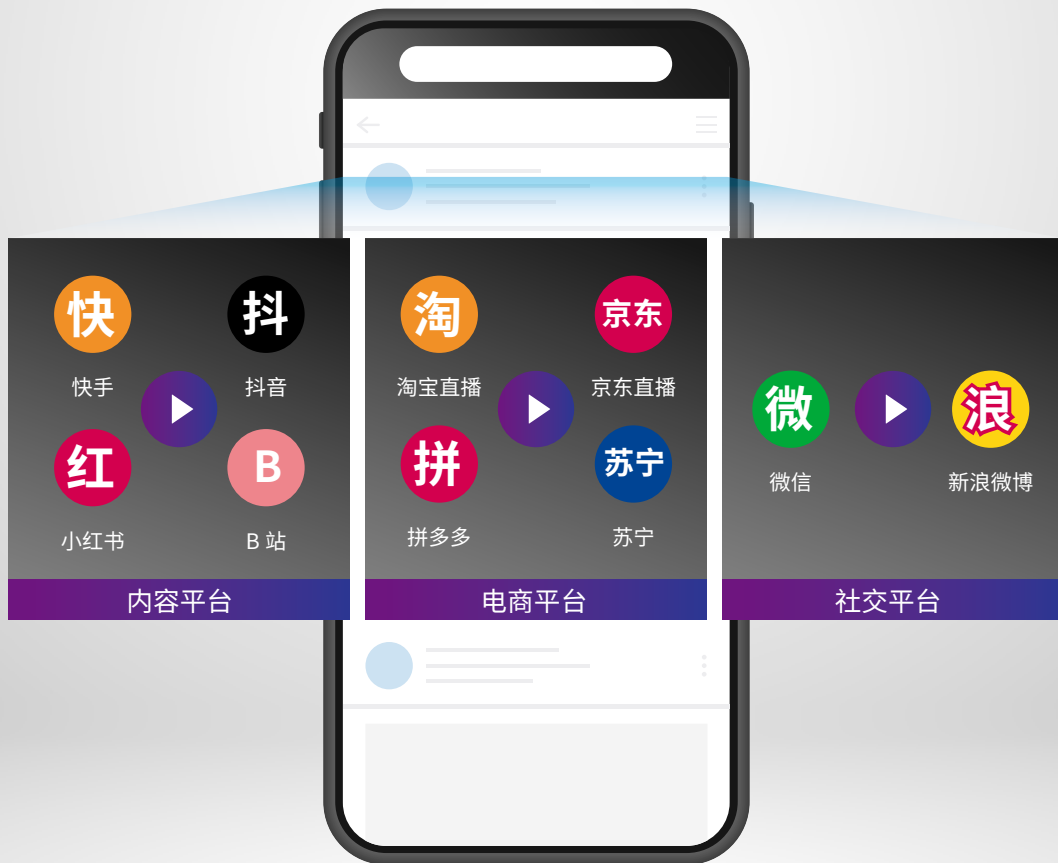 快
抖
快手
抖音
红
B
小红书
B 站
内容平台
淘
京东
淘宝直播
京东直播
拼
苏宁
拼多多
苏宁
电商平台
微
浪
微信
新浪微博
社交平台